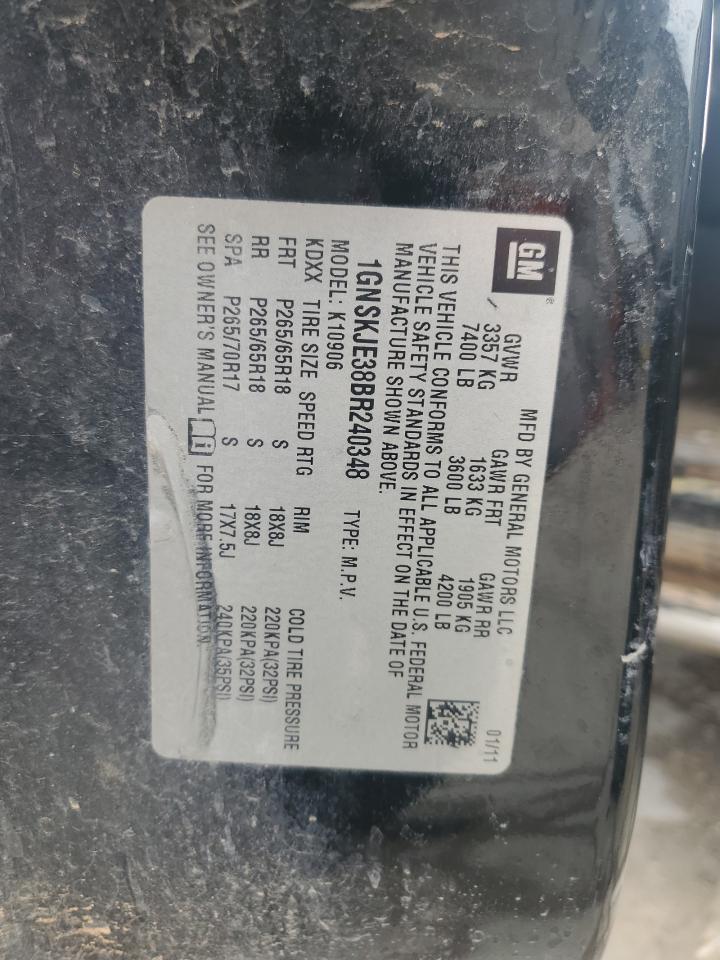 GM
®
MFD BY GENERAL MOTORS LLC
01/11
GVWR GAWR FRT GAWR RR
3357 KG 1633 KG 1905 KG
7400 LB 3600 LB 4200 LB
THIS VEHICLE CONFORMS TO ALL APPLICABLE U.S. FEDERAL MOTOR
VEHICLE SAFETY STANDARDS IN EFFECT ON THE DATE OF
MANUFACTURE SHOWN ABOVE.
1GNSKJE38BR240348 TYPE: M.P.V.
MODEL: K10906
KDXX TIRE SIZE SPEED RTG RIM COLD TIRE PRESSURE
FRT P265/65R18 S 18X8J 220KPA(32PSI)
RR P265/65R18 S 18X8J 220KPA(32PSI)
SPA P265/70R17 S 17X7.5J 240KPA(35PSI)
SEE OWNER'S MANUAL i FOR MORE INFORMATION.